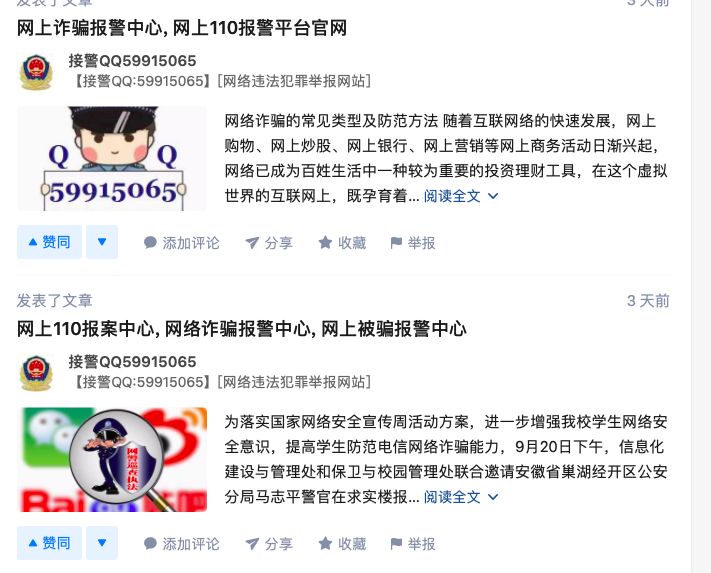 发表了文章
3 天前
网上诈骗报警中心, 网上110报警平台官网
接警QQ59915065
【接警QQ:59915065】[网络违法犯罪举报网站]
Q Q
59915065
网络诈骗的常见类型及防范方法 随着互联网络的快速发展，网上
购物、网上炒股、网上银行、网上营销等网上商务活动日渐兴起，
网络已成为百姓生活中一种较为重要的投资理财工具，在这个虚拟
世界的互联网上，既孕育着... 阅读全文
赞同 添加评论 分享 收藏 举报
发表了文章
3 天前
网上110报案中心, 网络诈骗报警中心, 网上被骗报警中心
接警QQ59915065
【接警QQ:59915065】[网络违法犯罪举报网站]
网警巡查执法
Bai
贴吧
为落实国家网络安全宣传周活动方案，进一步增强我校学生网络安
全意识，提高学生防范电信网络诈骗能力，9月20日下午，信息化
建设与管理处和保卫与校园管理处联合邀请安徽省巢湖经开区公安
分局马志平警官在求实楼报... 阅读全文
赞同 添加评论 分享 收藏 举报